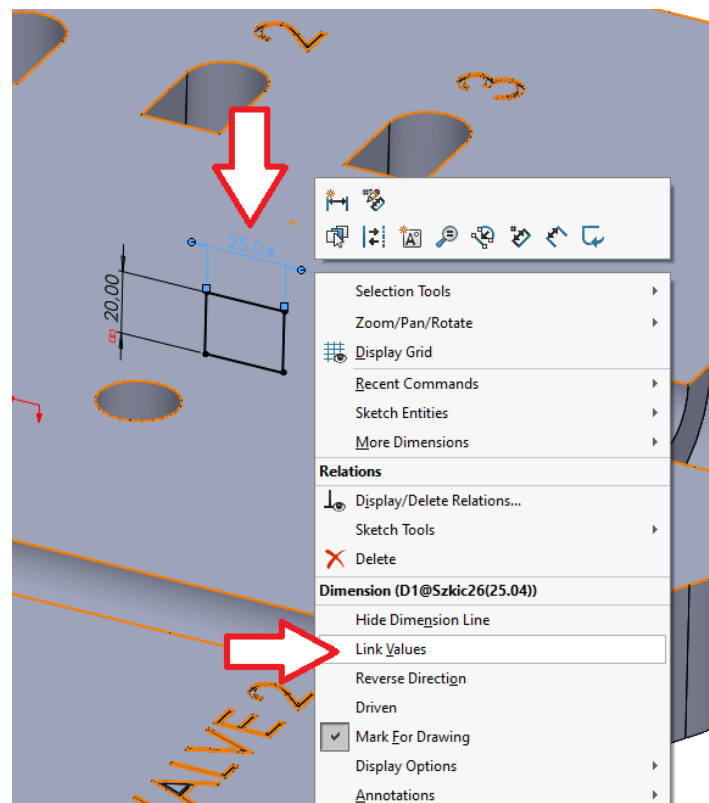 2
3
25.04
20,00
Selection Tools
Zoom/Pan/Rotate
Display Grid
Recent Commands
Sketch Entities
More Dimensions
Relations
Display/Delete Relations...
Sketch Tools
Delete
Dimension (D1@Szkic26(25.04))
Hide Dimension Line
Link Values
Reverse Direction
Driven
Mark For Drawing
Display Options
Annotations
VALVE 2